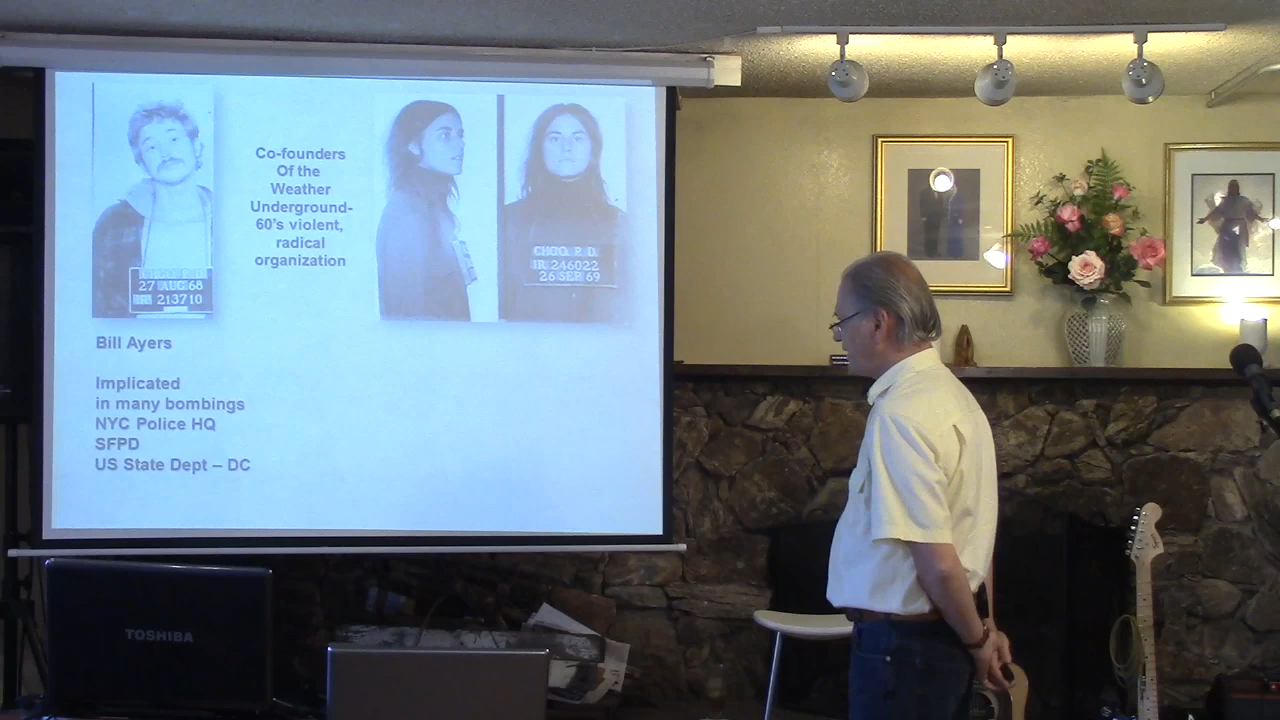 Co-founders
Of the
Weather
Underground-
60's violent,
radical
organization
27 AUG 68
IR 213710
CHGO. P. D.
IR 246022
26 SEP 69
Bill Ayers
Implicated
in many bombings
NYC Police HQ
SFPD
US State Dept – DC
TOSHIBA